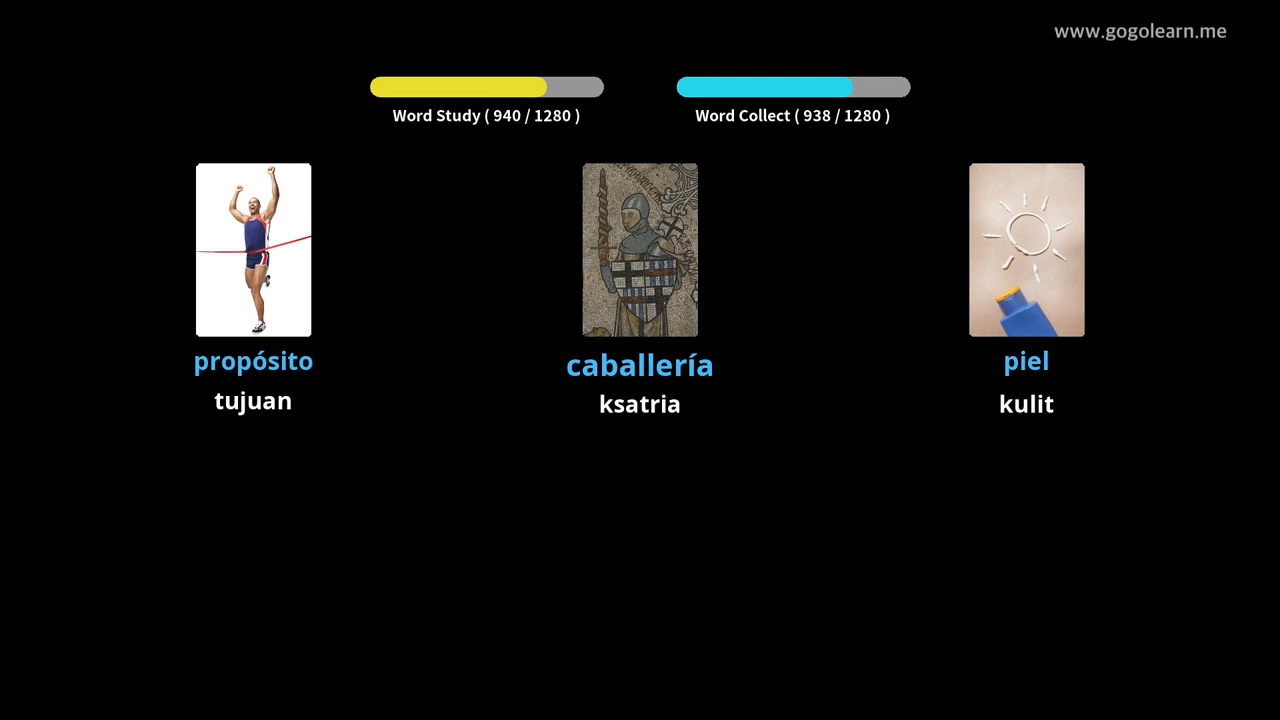 www.gogolearn.me
Word Study ( 940 / 1280 )
Word Collect ( 938 / 1280 )
propósito
tujuan
caballería
ksatria
piel
kulit